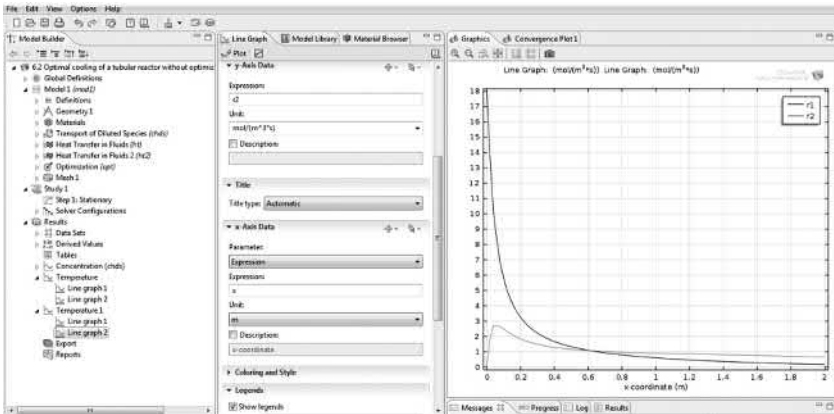 File Edit View Options Help
Model Builder
6.2 Optimal cooling of a tubular reactor without optimiz
Global Definitions
Model 1 (mod1)
Definitions
Geometry 1
Materials
Transport of Diluted Species (chds)
Heat Transfer in Fluids (ht)
Heat Transfer in Fluids 2 (ht2)
Optimization (opt)
Mesh 1
Study 1
Step 1: Stationary
Solver Configurations
Results
Data Sets
Derived Values
Tables
Concentration (chds)
Temperature
Line graph 1
Line graph 2
Temperature 1
Line graph 1
Line graph 2
Export
Reports
Line Graph Model Library Material Browser
Plot
y-Axis Data
Expression:
r2
Unit:
mol/(m^3*s)
Description:
Title
Title type: Automatic
x-Axis Data
Parameter:
Expression
Expression:
x
Unit:
m
Description:
x-coordinate
Coloring and Style
Legends
Show legends
Graphics Convergence Plot 1
Line Graph: (mol/(m³*s)) Line Graph: (mol/(m³*s))
r1
r2
18
17
16
15
14
13
12
11
10
9
8
7
6
5
4
3
2
1
0
0 0.2 0.4 0.6 0.8 1 1.2 1.4 1.6 1.8 2
x coordinate (m)
Messages Progress Log Results